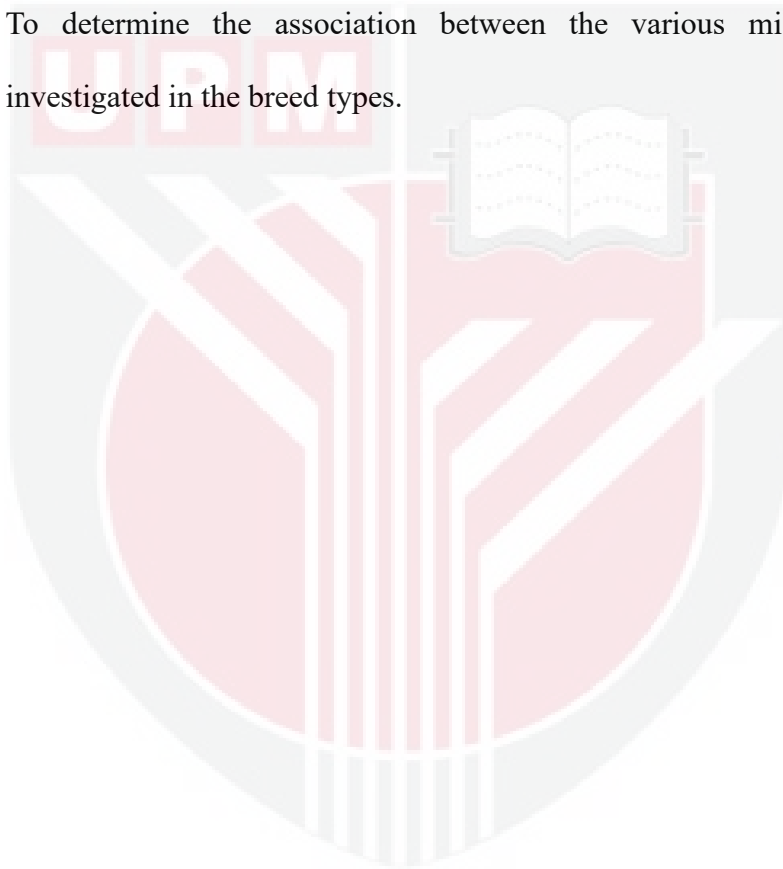 To determine the association between the various mi
investigated in the breed types.
UPM